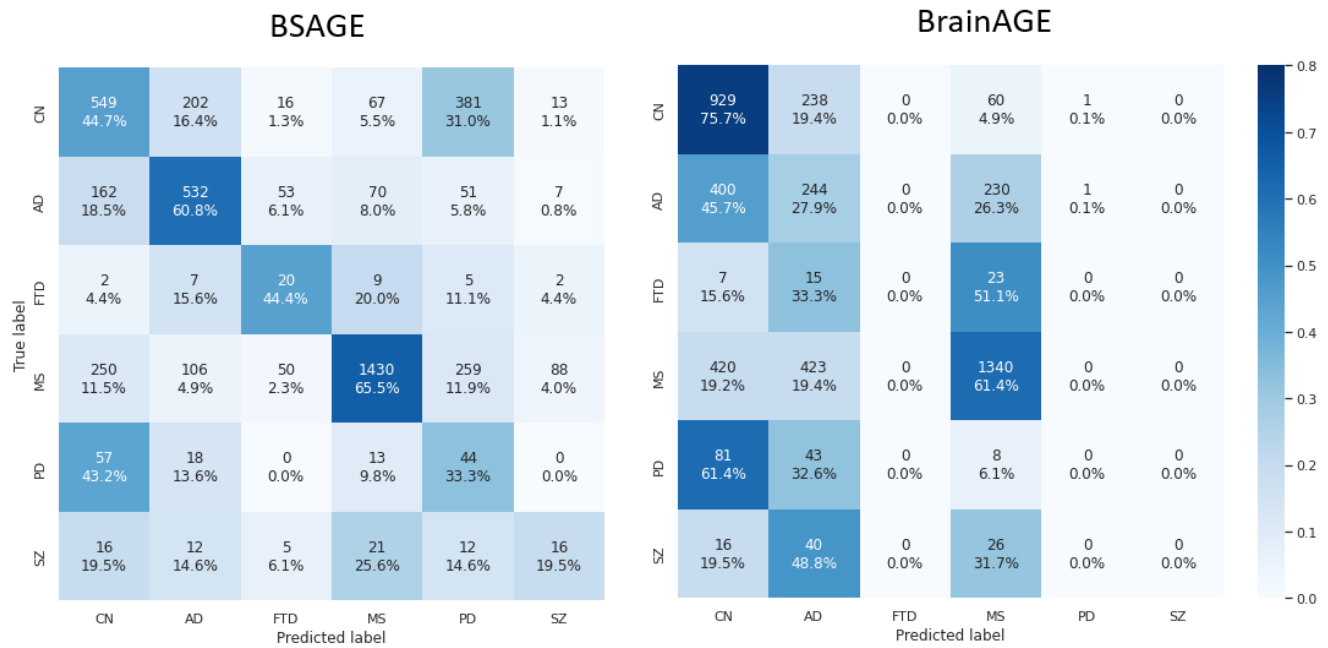 BSAGE
BrainAGE
True label
CN
549 202 16 67 381 13
44.7% 16.4% 1.3% 5.5% 31.0% 1.1%
AD
162 532 53 70 51 7
18.5% 60.8% 6.1% 8.0% 5.8% 0.8%
FTD
2 7 20 9 5 2
4.4% 15.6% 44.4% 20.0% 11.1% 4.4%
MS
250 106 50 1430 259 88
11.5% 4.9% 2.3% 65.5% 11.9% 4.0%
PD
57 18 0 13 44 0
43.2% 13.6% 0.0% 9.8% 33.3% 0.0%
SZ
16 12 5 21 12 16
19.5% 14.6% 6.1% 25.6% 14.6% 19.5%
CN AD FTD MS PD SZ
Predicted label
CN
929 238 0 60 1 0
75.7% 19.4% 0.0% 4.9% 0.1% 0.0%
AD
400 244 0 230 1 0
45.7% 27.9% 0.0% 26.3% 0.1% 0.0%
FTD
7 15 0 23 0 0
15.6% 33.3% 0.0% 51.1% 0.0% 0.0%
MS
420 423 0 1340 0 0
19.2% 19.4% 0.0% 61.4% 0.0% 0.0%
PD
81 43 0 8 0 0
61.4% 32.6% 0.0% 6.1% 0.0% 0.0%
SZ
16 40 0 26 0 0
19.5% 48.8% 0.0% 31.7% 0.0% 0.0%
CN AD FTD MS PD SZ
Predicted label
0.8
0.7
0.6
0.5
0.4
0.3
0.2
0.1
0.0